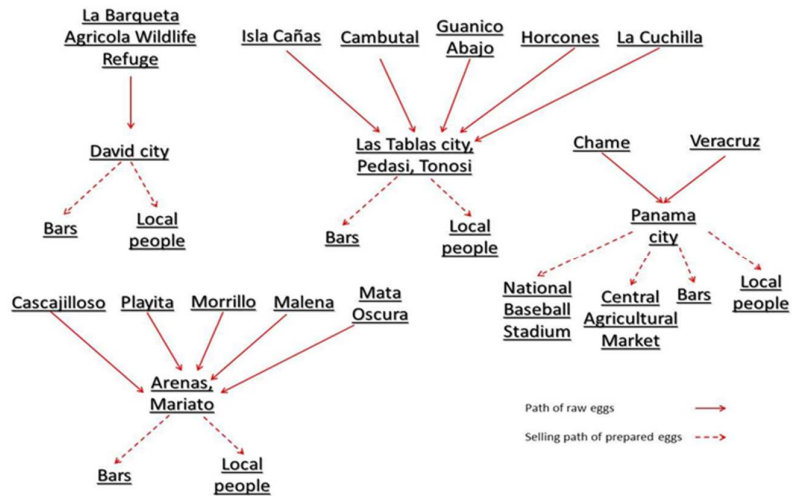 La Barqueta
Agricola Wildlife
Refuge
David city
Bars
Local
people
Isla Cañas
Cambutal
Guanico
Abajo
Horcones
La Cuchilla
Las Tablas city,
Pedasi, Tonosi
Bars
Local
people
Chame
Veracruz
Panama
city
National
Baseball
Stadium
Central
Agricultural
Market
Bars
Local
people
Cascajilloso
Playita
Morrillo
Malena
Mata
Oscura
Arenas,
Mariato
Bars
Local
people
Path of raw eggs
Selling path of prepared eggs